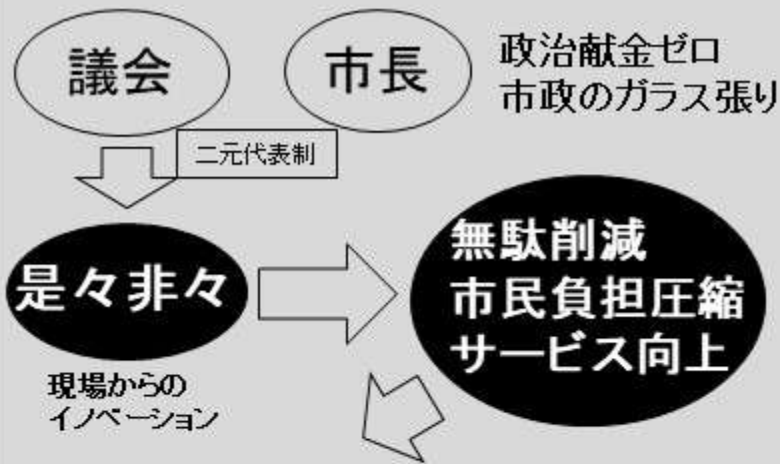 議会
市長
政治献金ゼロ
市政のガラス張り
二元代表制
是々非々
無駄削減
市民負担圧縮
サービス向上
現場からの
イノベーション